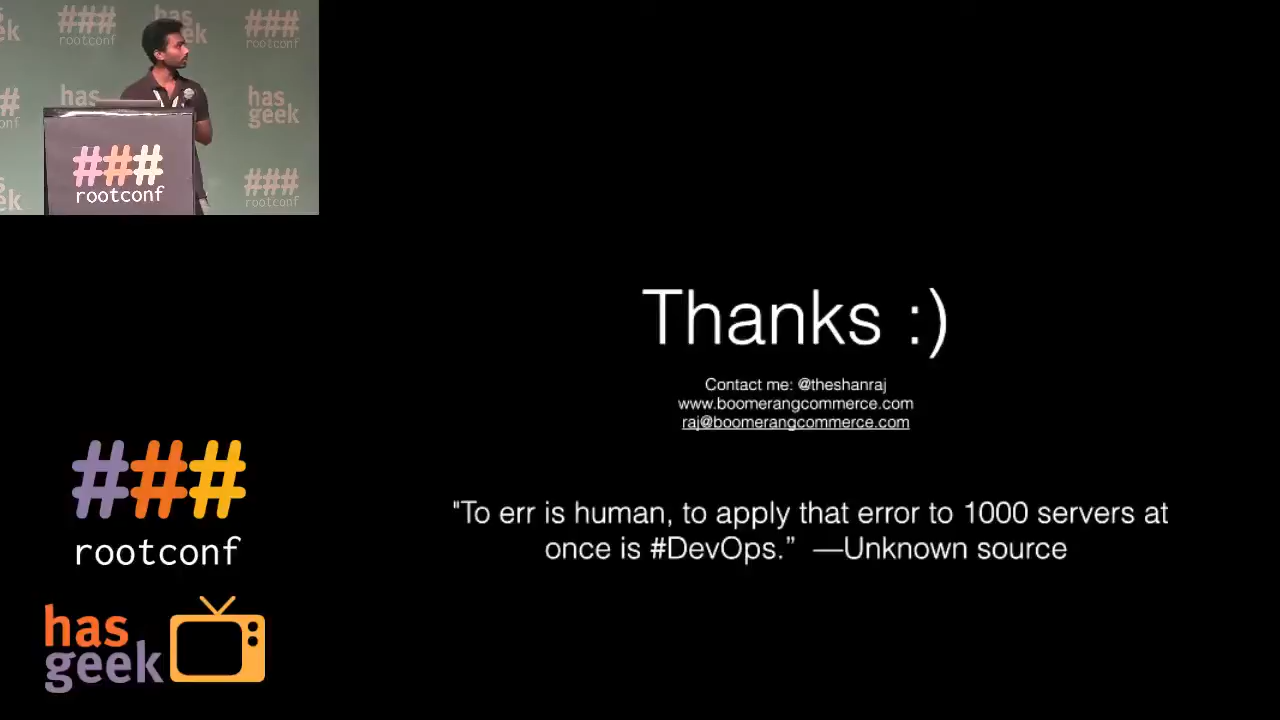 ###
rootconf
has
geek
###
rootconf
has
has
geek
###
rootconf
###
rootconf
Thanks :)
Contact me: @theshanraj
www.boomerangcommerce.com
raj@boomerangcommerce.com
"To err is human, to apply that error to 1000 servers at
once is #DevOps.” —Unknown source
###
rootconf
has
geek